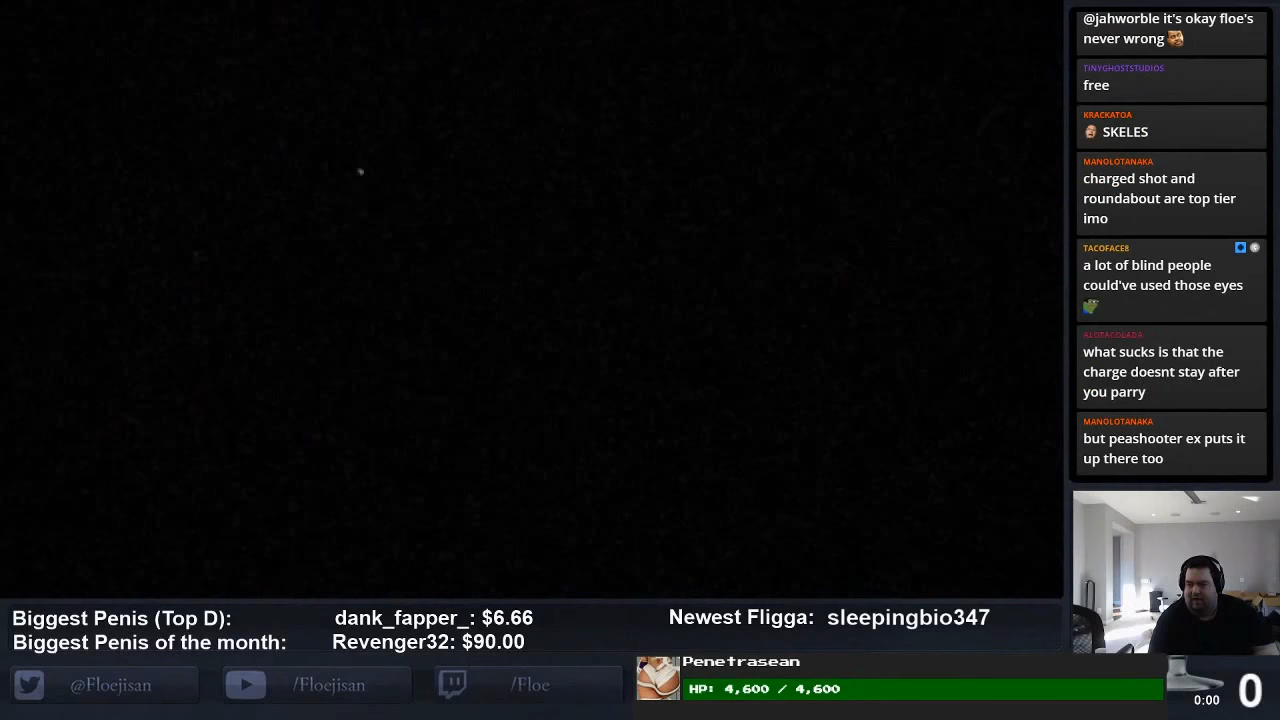 @jahworble it's okay floe's
never wrong
TINYGHOSTSTUDIOS
free
KRACKATOA
SKELES
MANOLOTANAKA
charged shot and
roundabout are top tier
imo
TACOFACE8
a lot of blind people
could've used those eyes
ALOTACOLADA
what sucks is that the
charge doesnt stay after
you parry
MANOLOTANAKA
but peashooter ex puts it
up there too
Biggest Penis (Top D): dank_fapper_: $6.66
Newest Fligga: sleepingbio347
Biggest Penis of the month: Revenger32: $90.00
@Floejisan
/Floejisan
/Floe
Penetrasean
HP: 4,600 / 4,600
0:00
0